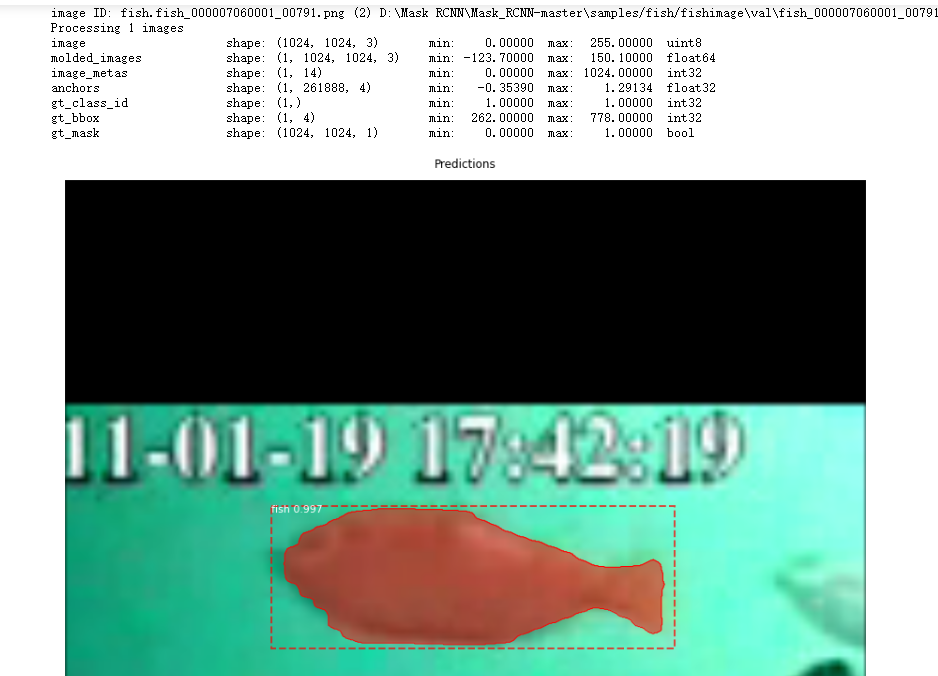 image ID: fish.fish_000007060001_00791.png (2) D:\Mask RCNN\Mask_RCNN-master\samples/fish/fishimage\val\fish_000007060001_00791
Processing 1 images
image shape: (1024, 1024, 3) min: 0.00000 max: 255.00000 uint8
molded_images shape: (1, 1024, 1024, 3) min: -123.70000 max: 150.10000 float64
image_metas shape: (1, 14) min: 0.00000 max: 1024.00000 int32
anchors shape: (1, 261888, 4) min: -0.35390 max: 1.29134 float32
gt_class_id shape: (1,) min: 1.00000 max: 1.00000 int32
gt_bbox shape: (1, 4) min: 262.00000 max: 778.00000 int32
gt_mask shape: (1024, 1024, 1) min: 0.00000 max: 1.00000 bool
Predictions
11-01-19 17:42:19
fish 0.997